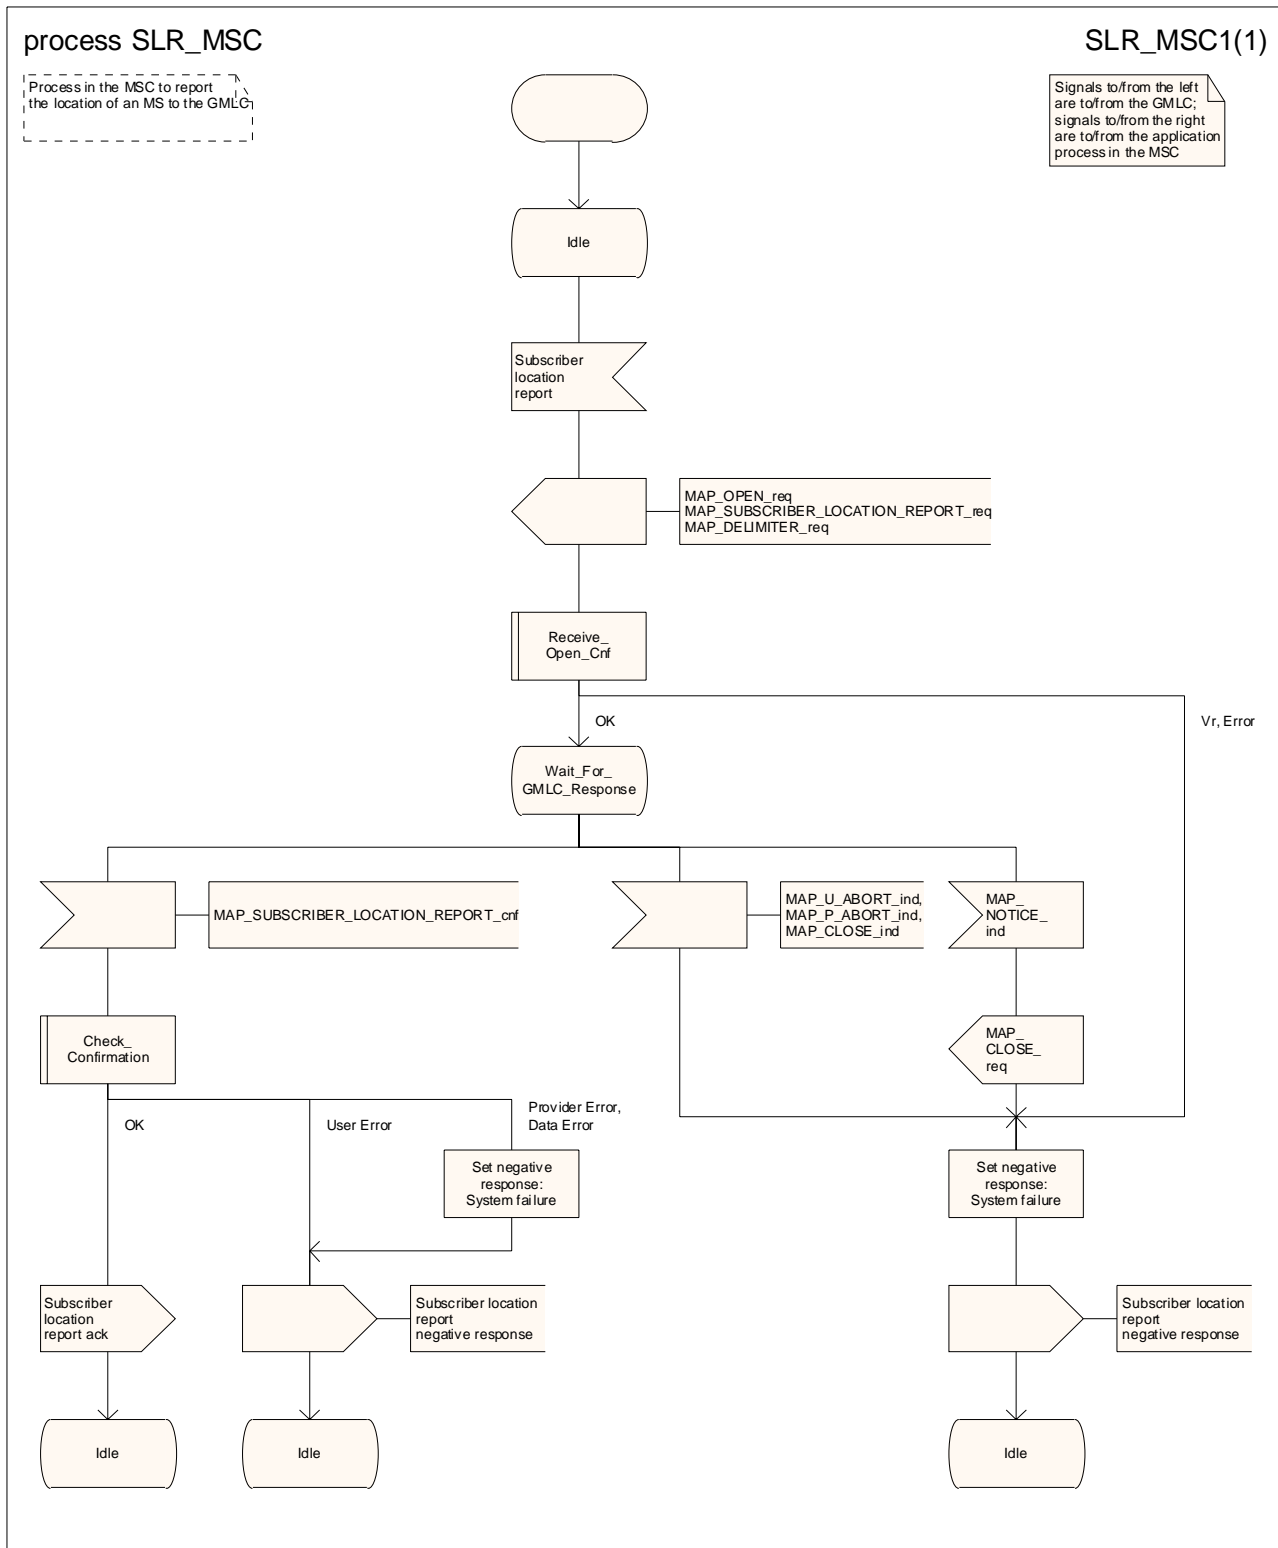 process SLR_MSC
SLR_MSC1(1)
Process in the MSC to report
the location of an MS to the GMLC
Signals to/from the left
are to/from the GMLC;
signals to/from the right
are to/from the application
process in the MSC
Idle
Subscriber
location
report
MAP_OPEN_req
MAP_SUBSCRIBER_LOCATION_REPORT_req
MAP_DELIMITER_req
Receive_
Open_Cnf
OK
Vr, Error
Wait_For_
GMLC_Response
MAP_SUBSCRIBER_LOCATION_REPORT_cnf
MAP_U_ABORT_ind,
MAP_P_ABORT_ind,
MAP_CLOSE_ind
MAP_
NOTICE_
ind
Check_
Confirmation
MAP_
CLOSE_
req
OK
User Error
Provider Error,
Data Error
Set negative
response:
System failure
Set negative
response:
System failure
Subscriber
location
report ack
Subscriber location
report
negative response
Subscriber location
report
negative response
Idle
Idle
Idle